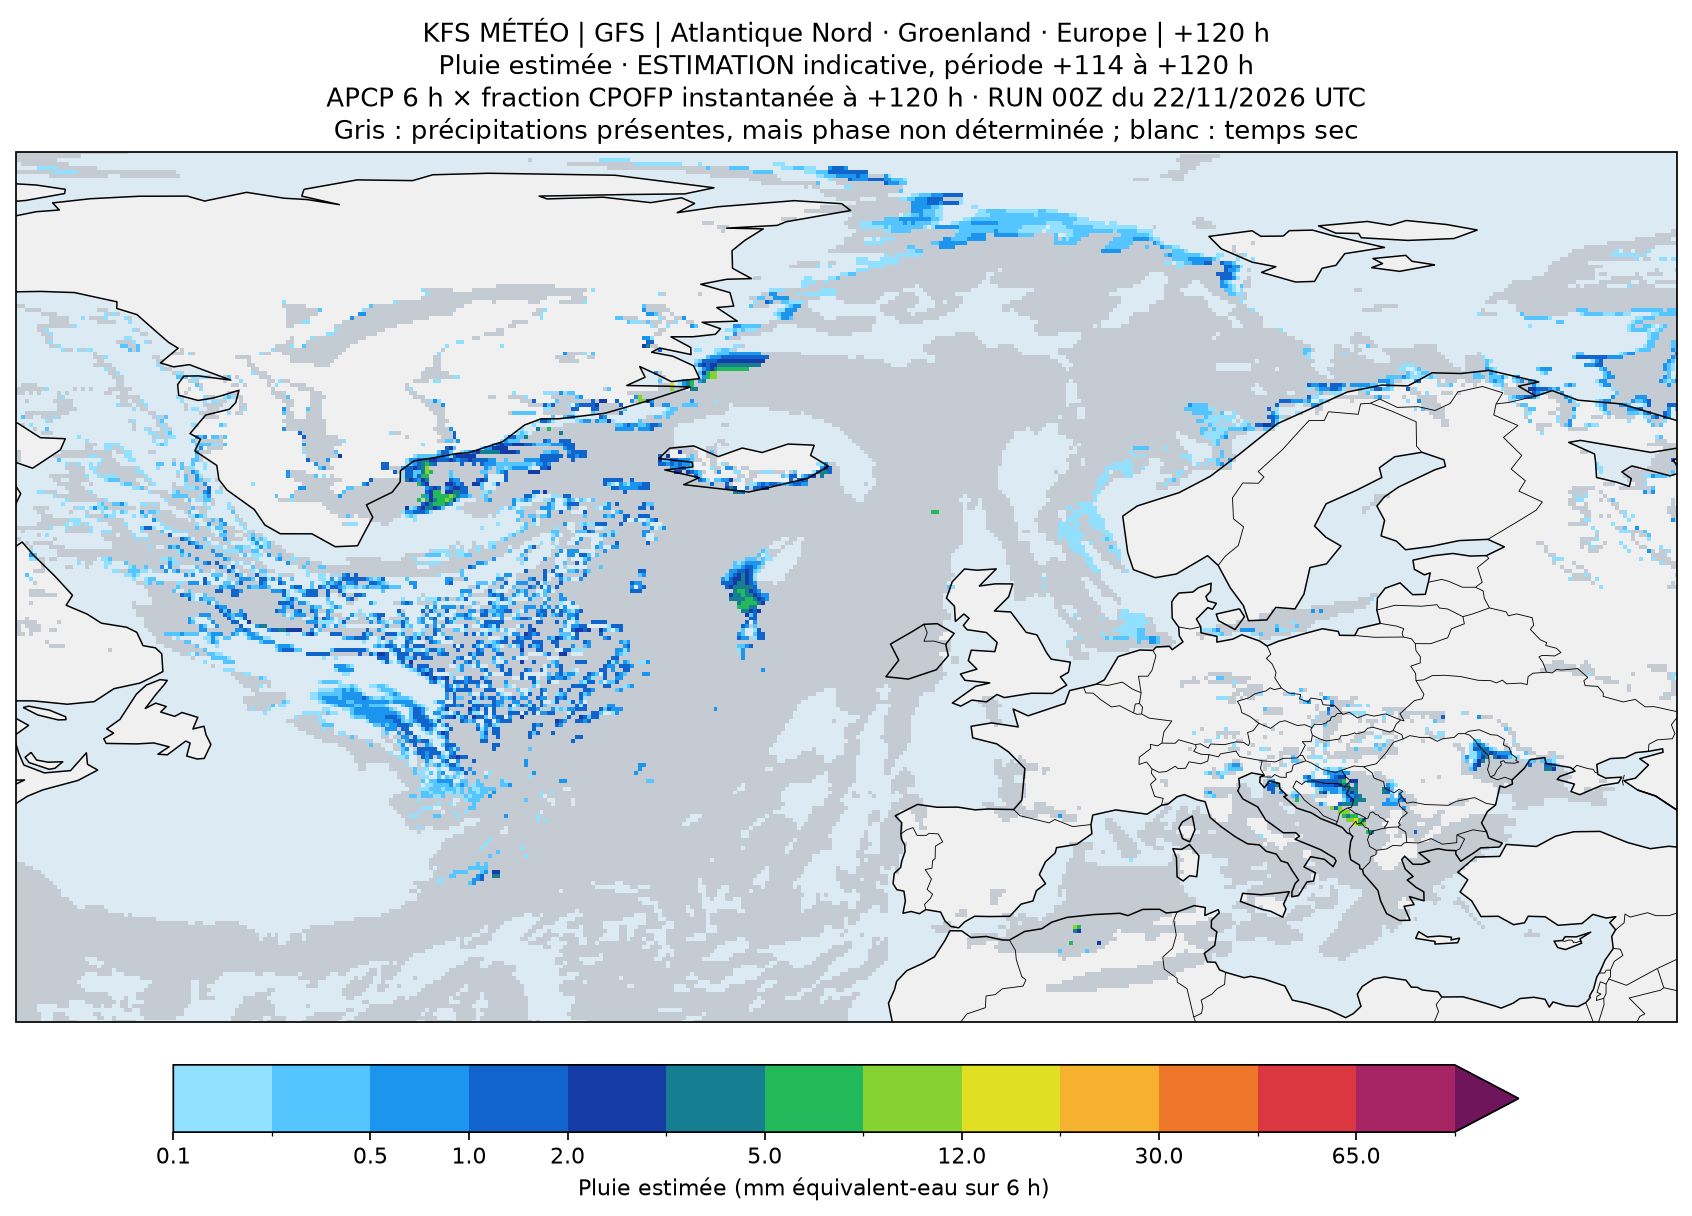 KFS MÉTÉO | GFS | Atlantique Nord · Groenland · Europe | +120 h
Pluie estimée · ESTIMATION indicative, période +114 à +120 h
APCP 6 h × fraction CPOFP instantanée à +120 h · RUN 00Z du 22/11/2026 UTC
Gris : précipitations présentes, mais phase non déterminée ; blanc : temps sec
0.1 0.5 1.0 2.0 5.0 12.0 30.0 65.0
Pluie estimée (mm équivalent-eau sur 6 h)